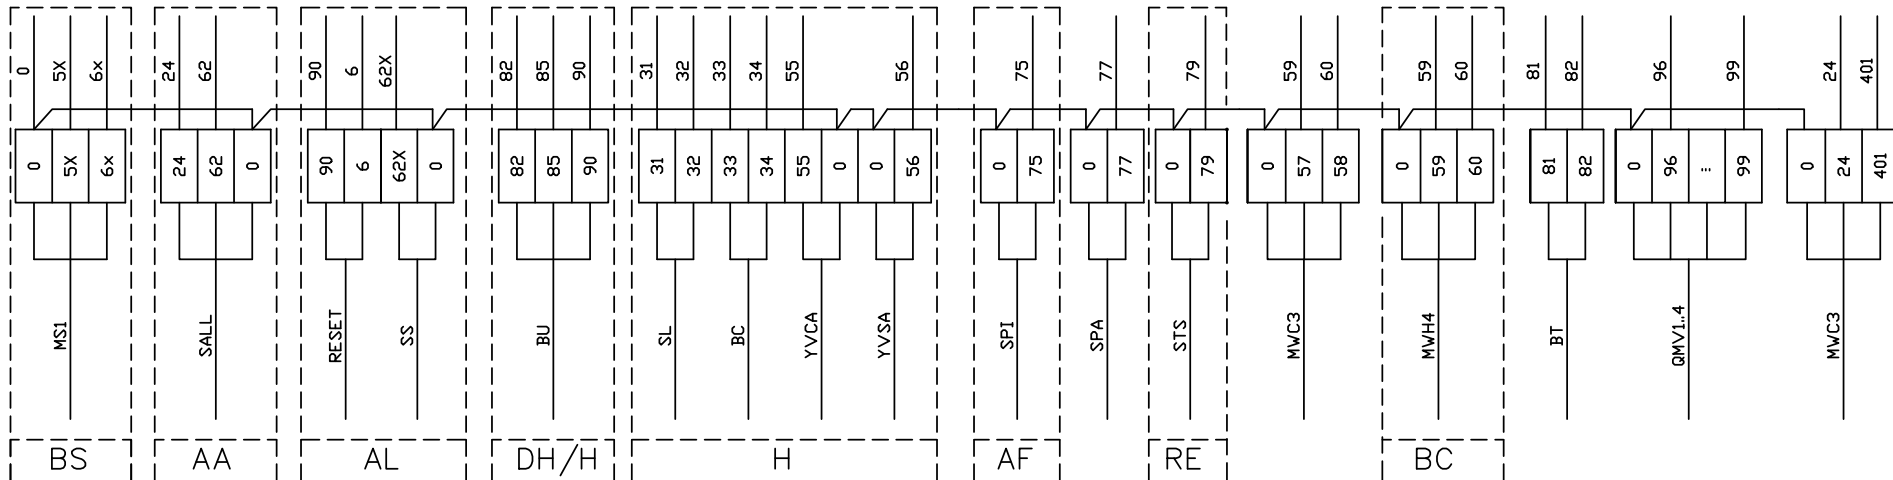 0 5X 6x 24 62 90 6 62X 82 85 90 31 32 33 34 55 56 75 77 79 59 60 59 60 81 82 96 99 24 401
0 5X 6x 24 62 0 90 6 62X 0 82 85 90 31 32 33 34 55 0 0 56 0 75 0 77 0 79 0 57 58 0 59 60 81 82 0 96 ... 99 0 24 401
MS1 SALL RESET SS BU SL BC YVCA YVSA SPI SPA STS MWC3 MWH4 BT QMV1..4 MWC3
BS AA AL DH/H H AF RE BC